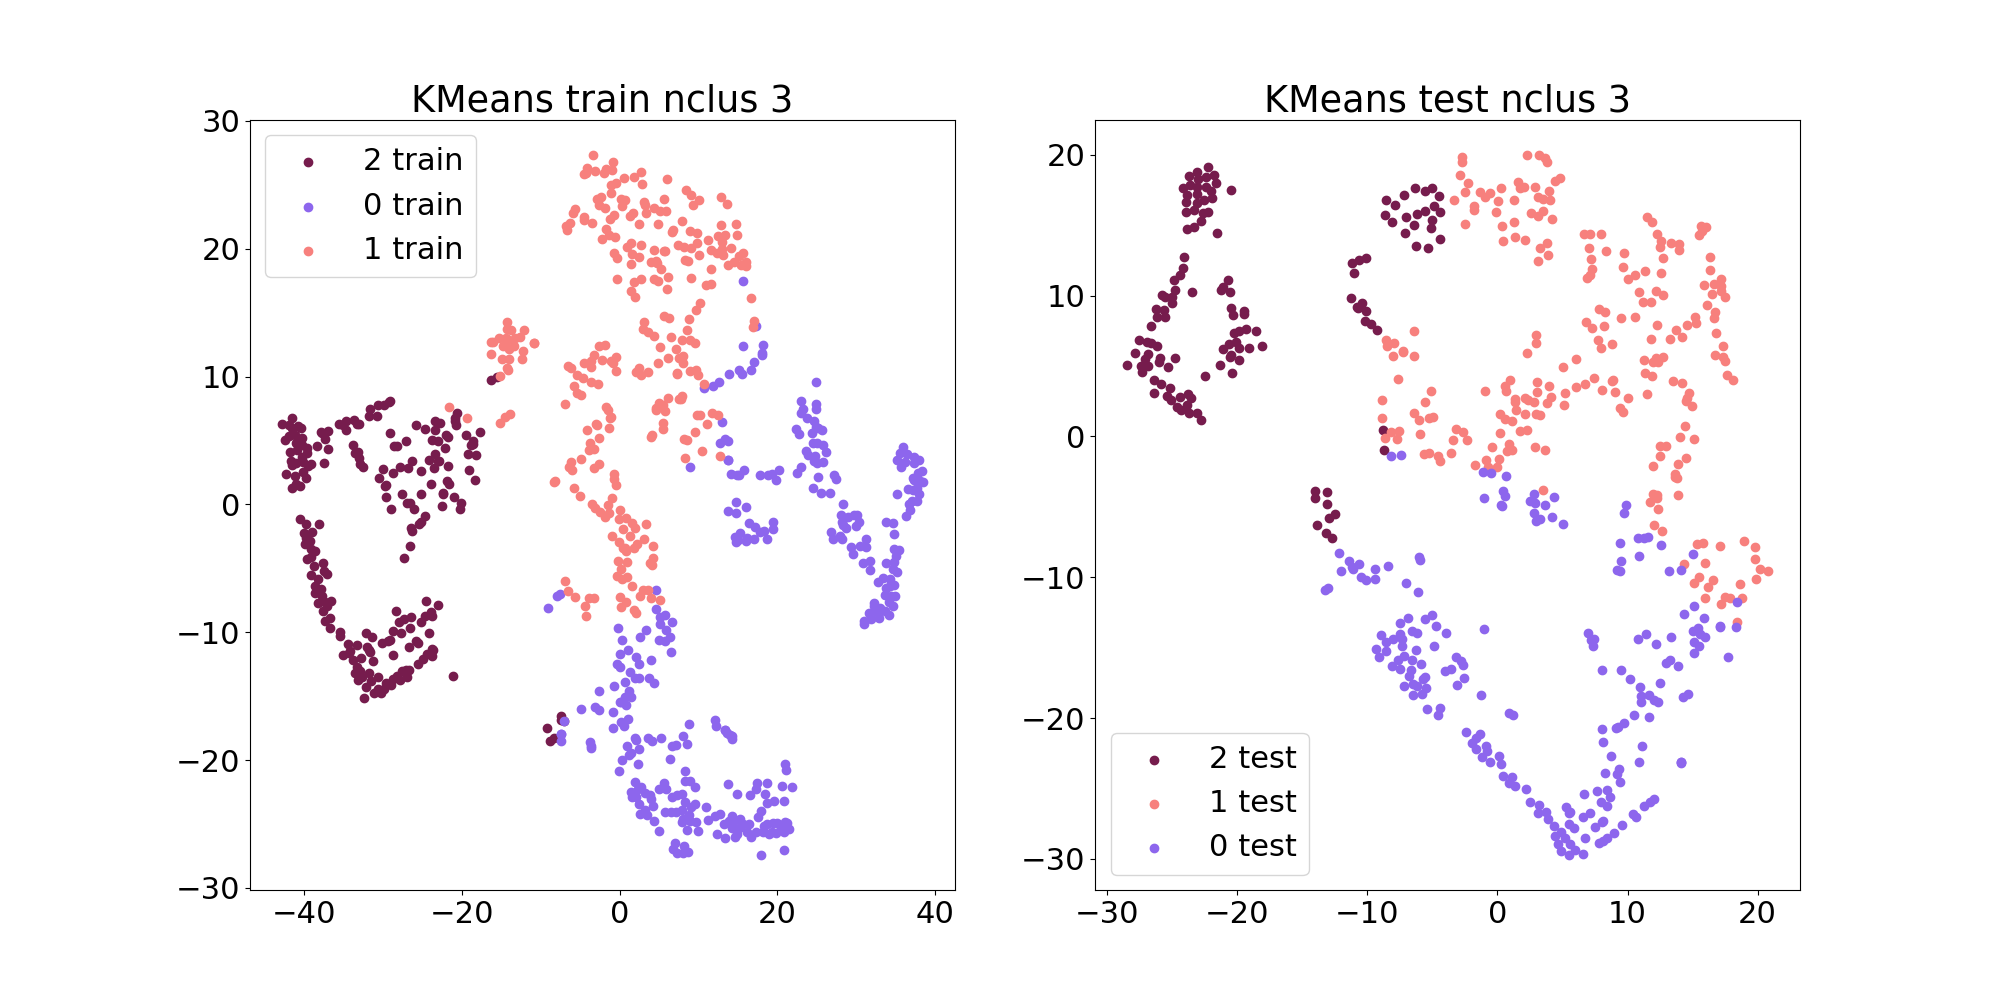 KMeans train nclus 3
30
20
10
0
−10
−20
−30
2 train
0 train
1 train
−40 −20 0 20 40
KMeans test nclus 3
20
10
0
−10
−20
−30
2 test
1 test
0 test
−30 −20 −10 0 10 20